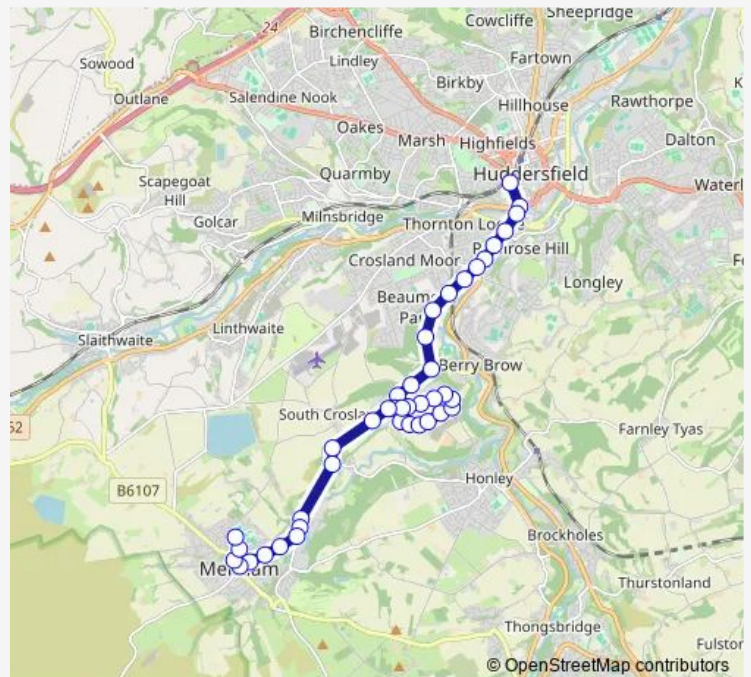 Sheepridge
Cowcliffe
24
Birchencliffe
Sowood
Lindley
Fartown
Birkby
Outlane
Salendine Nook
Hillhouse
Rawthorpe
Oakes
Marsh
Highfields
Dalton
Quarmby
Huddersfield
Scapegoat
Hill
Waterl
Golcar
Milnsbridge
Thornton Lo
Crosland Moor
Longley
Linthwaite
Slaithwaite
Berry Brow
South Crosla
Farnley Tyas
B6107
Honley
Brockholes
Thurstonland
Thongsbridge
Fulstor
© OpenStreetMap contributors